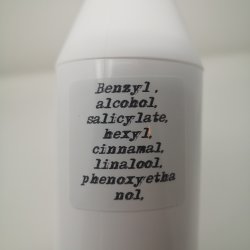 Benzyl ,
alcohol,
salicylate,
hexyl,
cinnamal,
linalool.
phenoxyetha
nol,